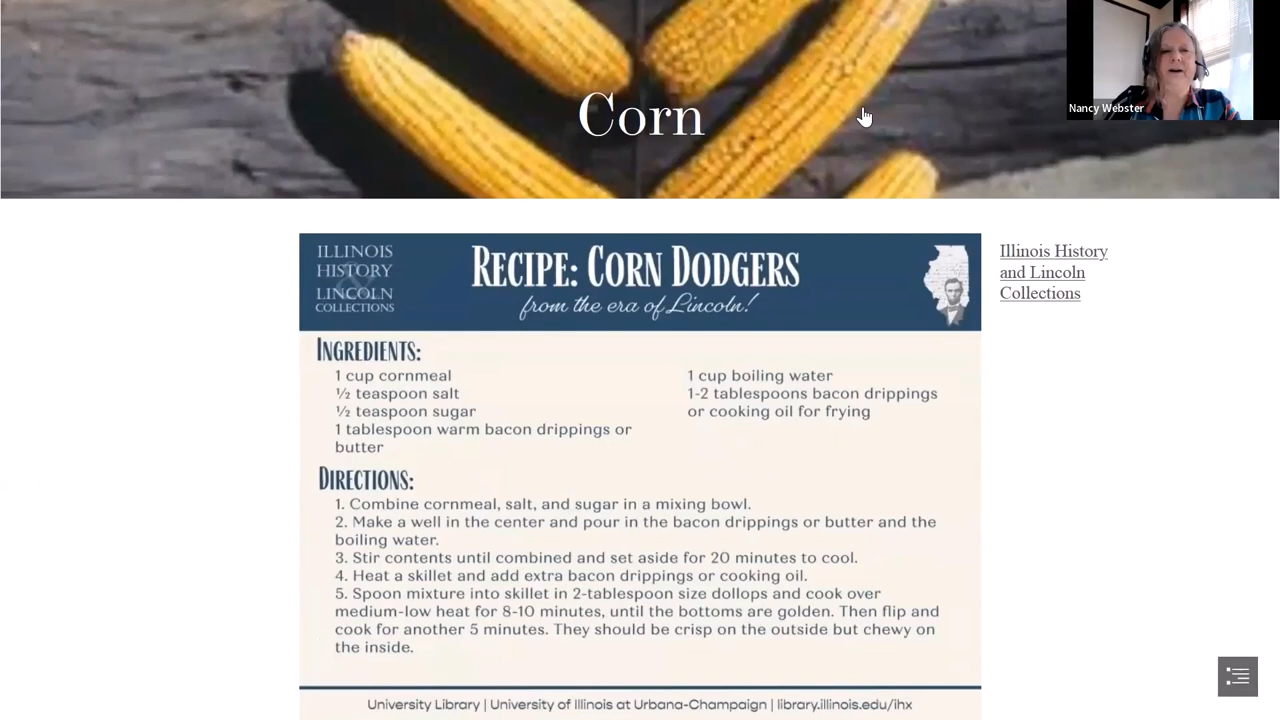 Corn
Nancy Webster
ILLINOIS
HISTORY
&
LINCOLN
COLLECTIONS
RECIPE: CORN DODGERS
from the era of Lincoln!
Illinois History
and Lincoln
Collections
INGREDIENTS:
1 cup cornmeal
½ teaspoon salt
½ teaspoon sugar
1 tablespoon warm bacon drippings or
butter
1 cup boiling water
1-2 tablespoons bacon drippings
or cooking oil for frying
DIRECTIONS:
1. Combine cornmeal, salt, and sugar in a mixing bowl.
2. Make a well in the center and pour in the bacon drippings or butter and the
boiling water.
3. Stir contents until combined and set aside for 20 minutes to cool.
4. Heat a skillet and add extra bacon drippings or cooking oil.
5. Spoon mixture into skillet in 2-tablespoon size dollops and cook over
medium-low heat for 8-10 minutes, until the bottoms are golden. Then flip and
cook for another 5 minutes. They should be crisp on the outside but chewy on
the inside.
University Library | University of Illinois at Urbana-Champaign | library.illinois.edu/ihx